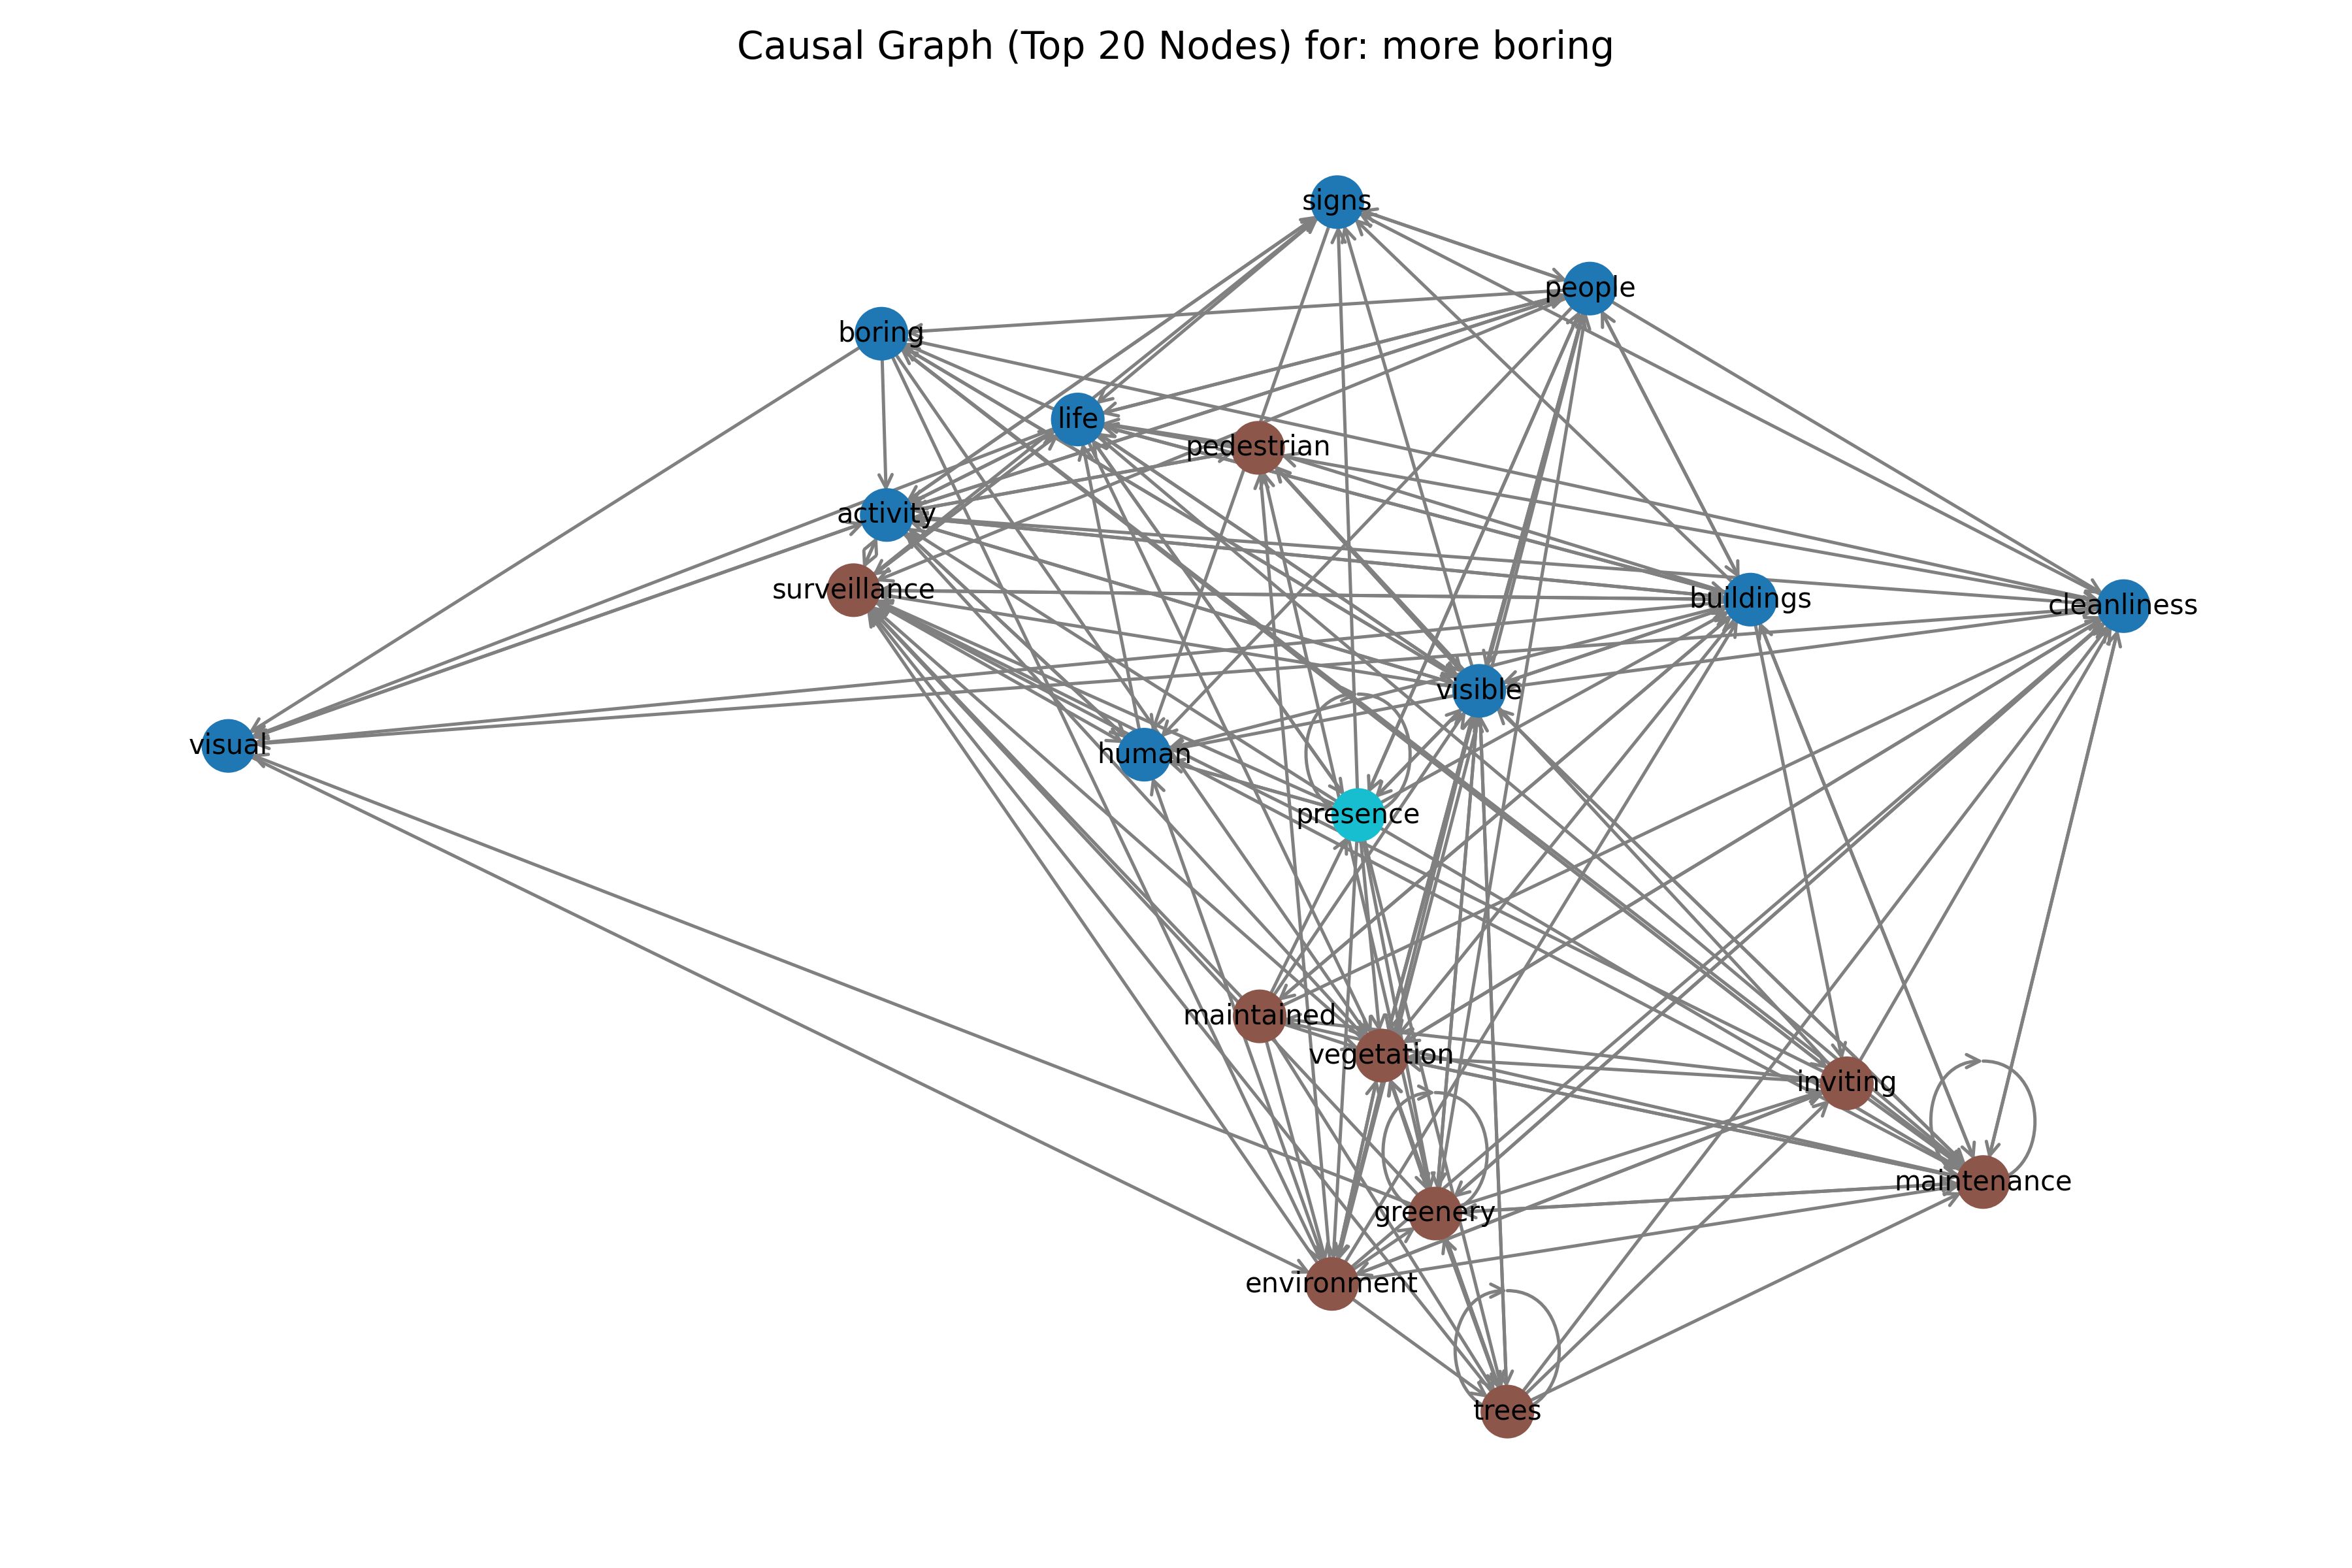 Causal Graph (Top 20 Nodes) for: more boring
signs
people
boring
life
pedestrian
activity
surveillance
buildings
cleanliness
visible
visual
human
presence
maintained
vegetation
inviting
maintenance
greenery
environment
trees